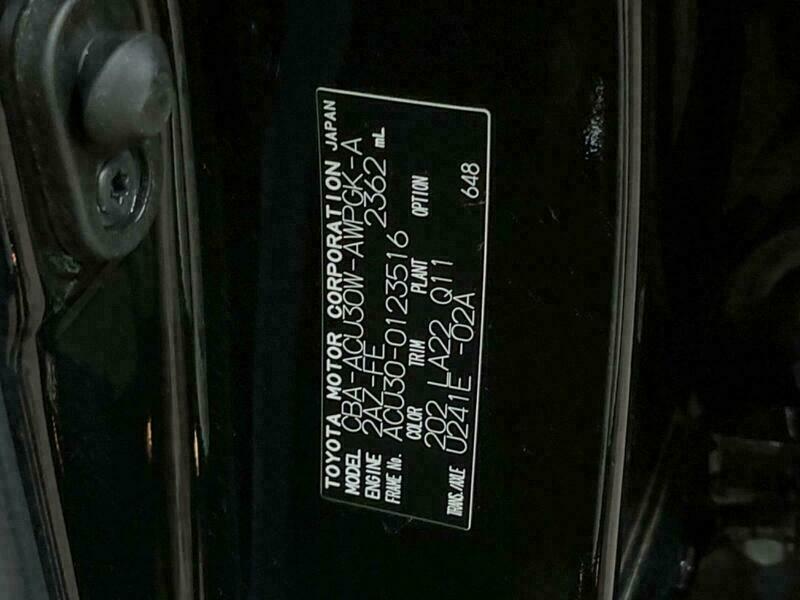 TOYOTA MOTOR CORPORATION JAPAN
MODEL CBA-ACU30W-AWPGK-A
ENGINE 2AZ-FE 2362 mL
FRAME No. ACU30-0123516
COLOR TRIM PLANT OPTION
202 LA22 Q11 648
TRANS./AXLE U241E -02A